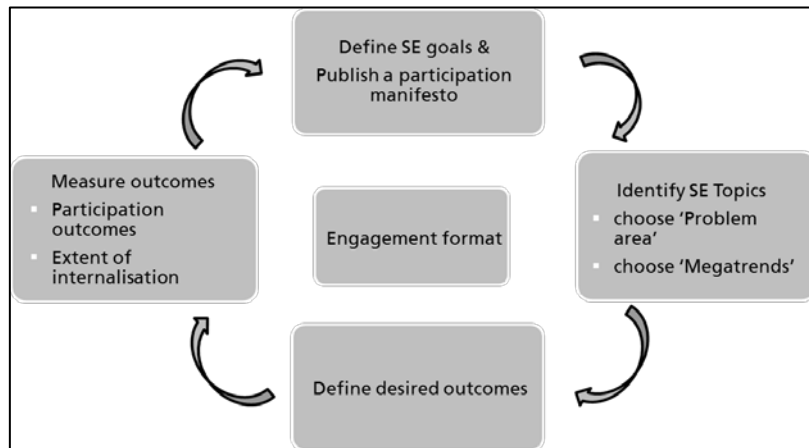 Define SE goals &
Publish a participation
manifesto
Measure outcomes
▪ Participation
outcomes
▪ Extent of
internalisation
Engagement format
Identify SE Topics
▪ choose ‘Problem
area’
▪ choose ‘Megatrends’
Define desired outcomes